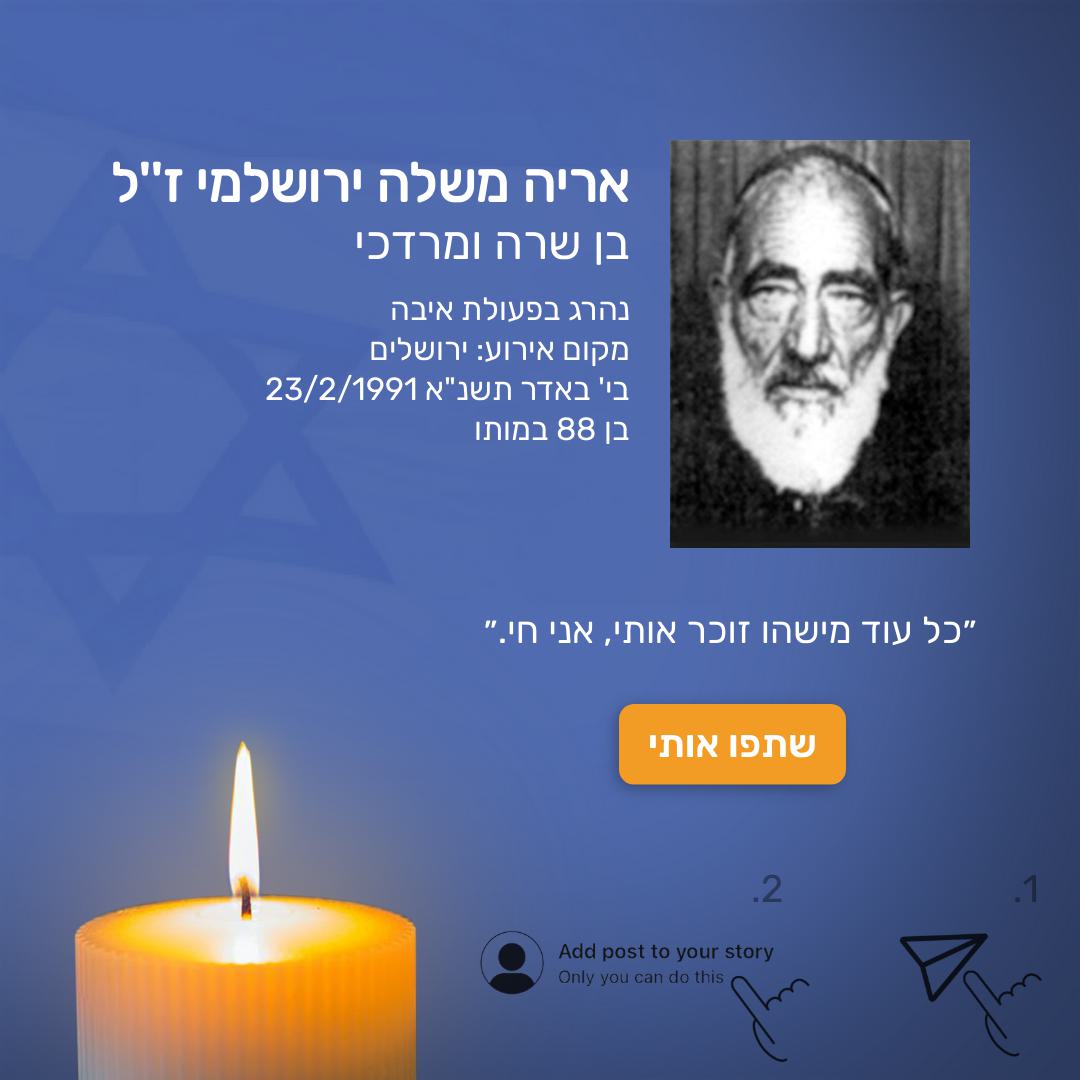 אריה משלה ירושלמי ז"ל
בן שרה ומרדכי
נהרג בפעולת איבה
מקום אירוע: ירושלים
בי' באדר תשנ"א 23/2/1991
בן 88 במותו
״כל עוד מישהו זוכר אותי, אני חי.״
שתפו אותי
.1
.2
Add post to your story
Only you can do this